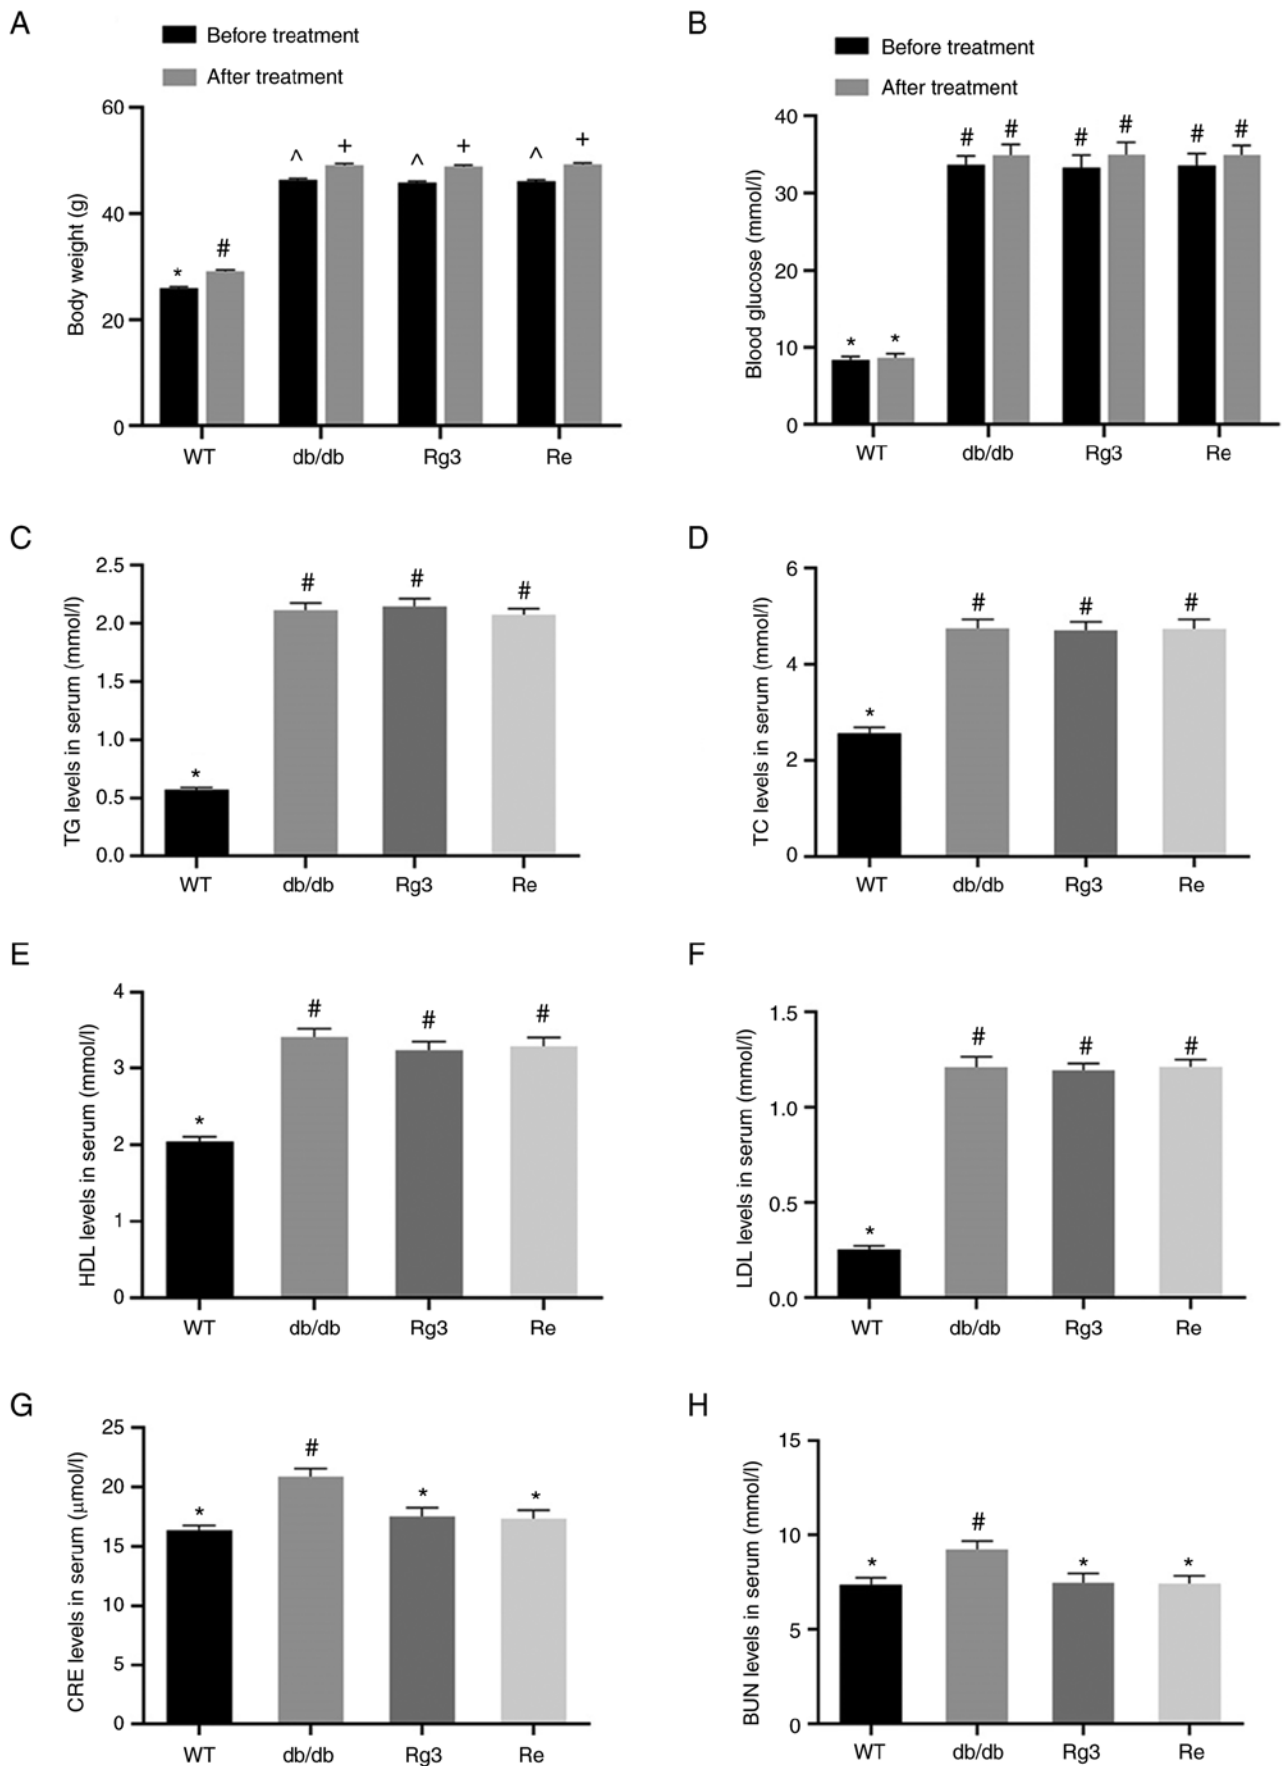 A
Before treatment
After treatment
Body weight (g)
60
40
20
0
^ + ^ + ^ +
* #
WT db/db Rg3 Re
B
Before treatment
After treatment
Blood glucose (mmol/l)
40
30
20
10
0
# # # # # #
* *
WT db/db Rg3 Re
C
TG levels in serum (mmol/l)
2.5
2.0
1.5
1.0
0.5
0.0
* # # #
WT db/db Rg3 Re
D
TC levels in serum (mmol/l)
6
4
2
0
* # # #
WT db/db Rg3 Re
E
HDL levels in serum (mmol/l)
4
3
2
1
0
* # # #
WT db/db Rg3 Re
F
LDL levels in serum (mmol/l)
1.5
1.0
0.5
0.0
* # # #
WT db/db Rg3 Re
G
CRE levels in serum (μmol/l)
25
20
15
10
5
0
* # * *
WT db/db Rg3 Re
H
BUN levels in serum (mmol/l)
15
10
5
0
* # * *
WT db/db Rg3 Re